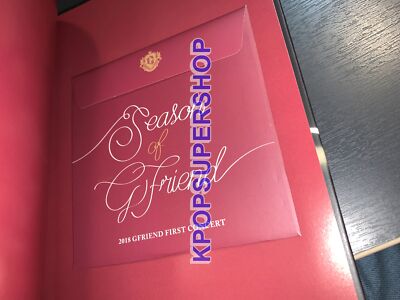 Season
of
GFriend
2018 GFRIEND FIRST CONCERT
KPOPSUPERSHOP